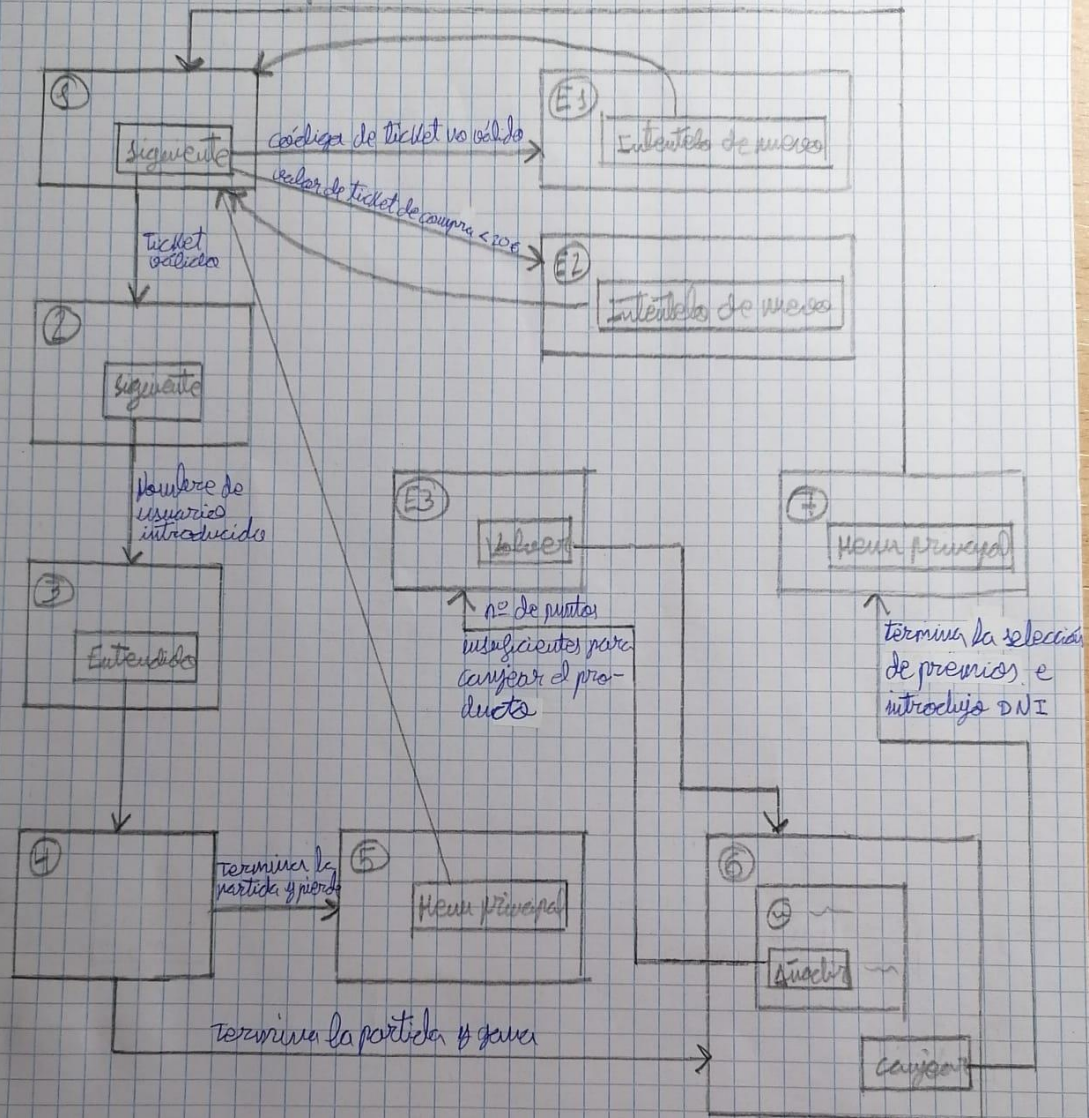 1
Siguiente
código de ticket no válido
E1
Inténtelo de nuevo
valor de ticket de compra < 20€
E2
Inténtelo de nuevo
ticket
válido
2
Siguiente
Nombre de
usuario
introducido
E3
Volver
7
Menu principal
3
Entendido
nº de puntos
insuficientes para
canjear el pro-
ducto
termina la selección
de premios e
introdujo DNI
4
termina la
partida y pierde
5
Menu principal
6
Añadir
termina la partida y gana
canjear